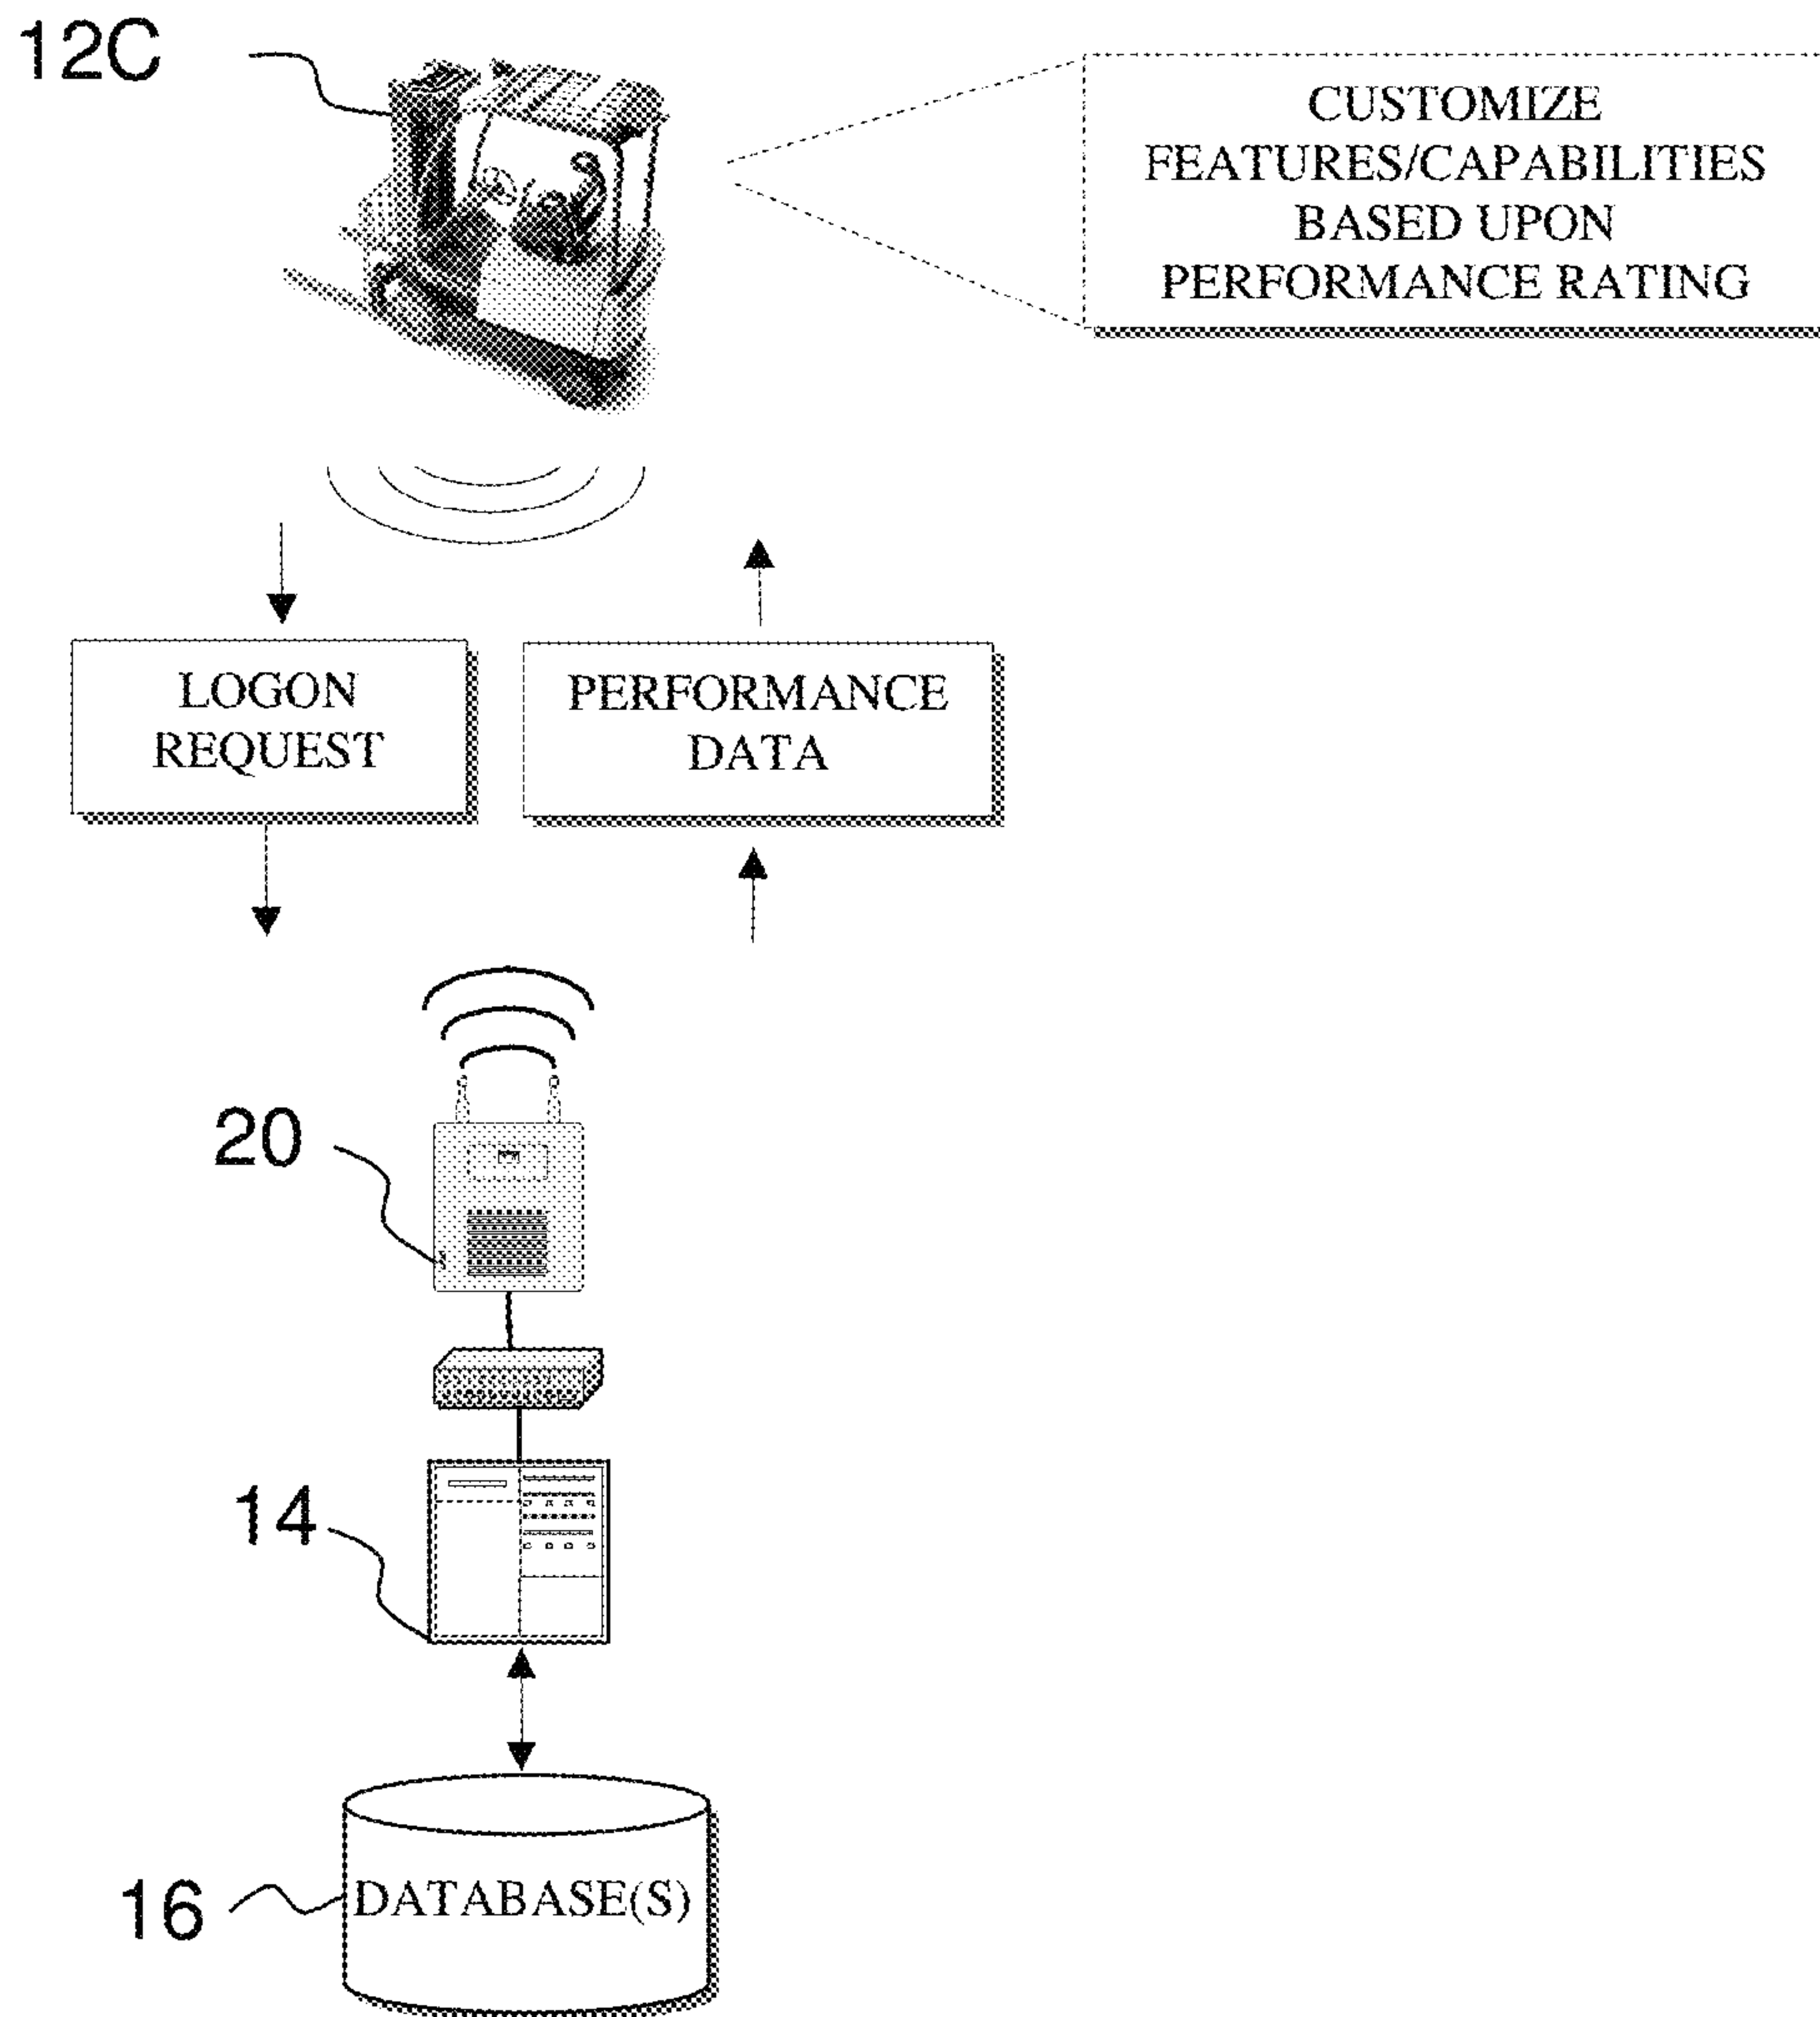 12C
CUSTOMIZE
FEATURES/CAPABILITIES
BASED UPON
PERFORMANCE RATING
LOGON
REQUEST
PERFORMANCE
DATA
20
14
16
DATABASE(S)